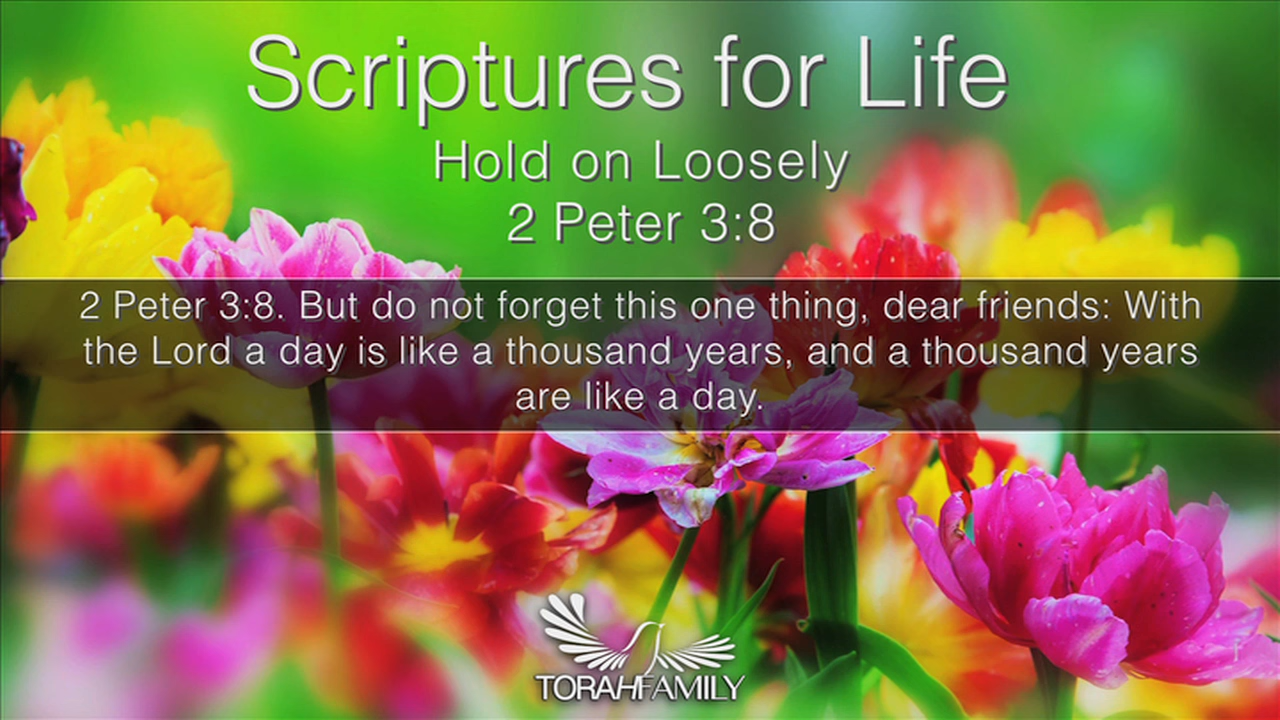 Scriptures for Life
Hold on Loosely
2 Peter 3:8
2 Peter 3:8. But do not forget this one thing, dear friends: With
the Lord a day is like a thousand years, and a thousand years
are like a day.
TORAHFAMILY